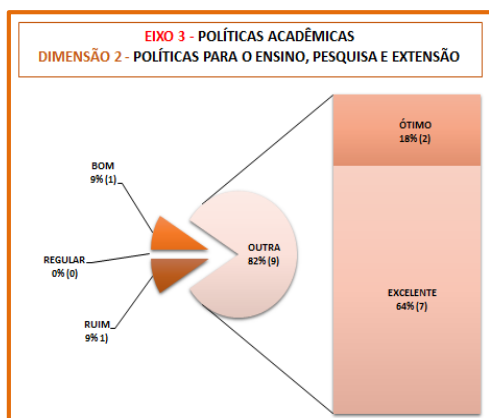 EIXO 3 - POLÍTICAS ACADÊMICAS
DIMENSÃO 2 - POLÍTICAS PARA O ENSINO, PESQUISA E EXTENSÃO
BOM
9% (1)
REGULAR
0% (0)
RUIM
9% 1)
OUTRA
82% (9)
ÓTIMO
18% (2)
EXCELENTE
64% (7)